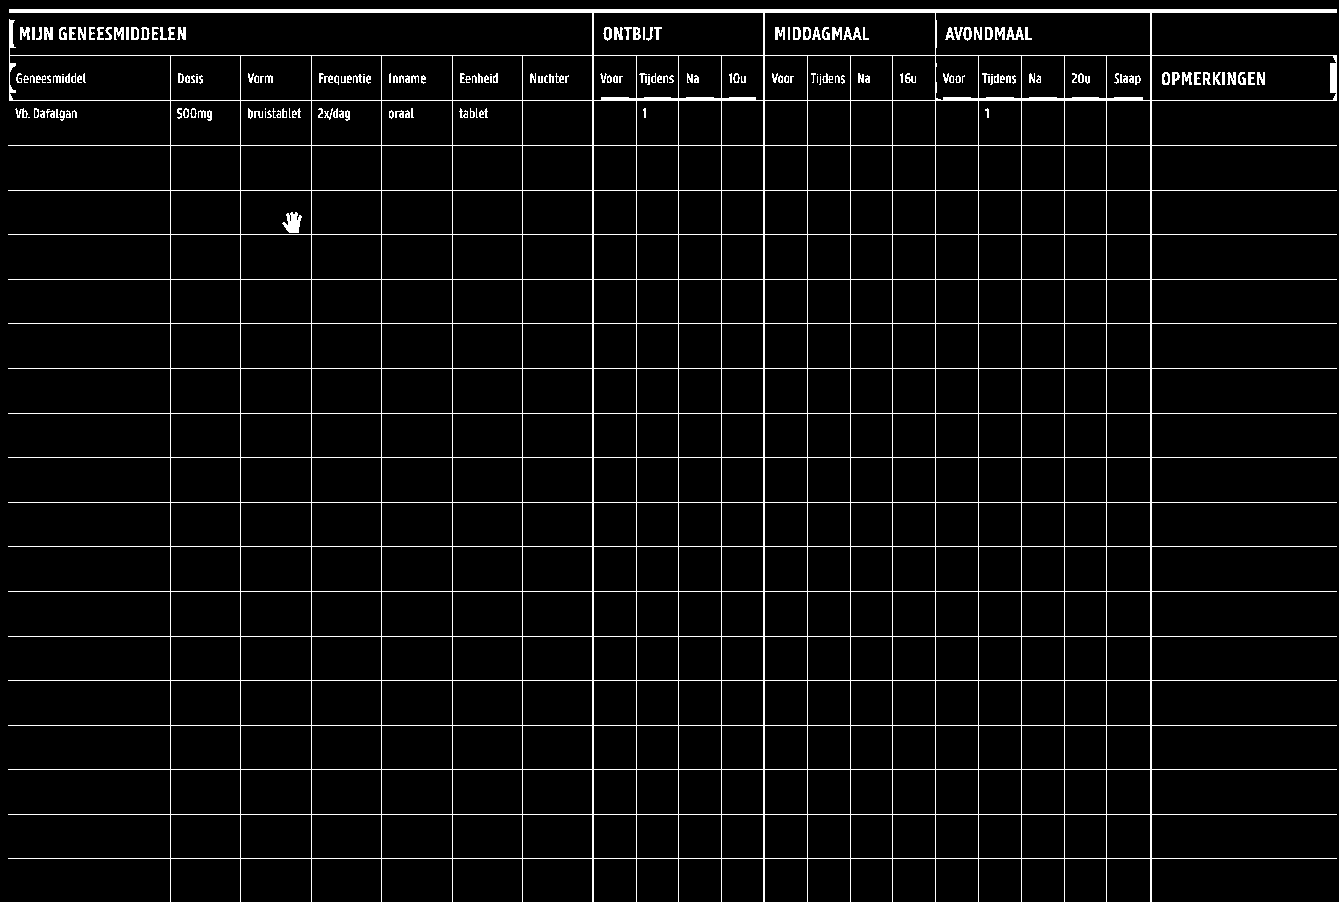 MIJN GENEESMIDDELEN ONTBIJT MIDDAGMAAL AVONDMAAL
Geneesmiddel Dosis Vorm Frequentie Inname Eenheid Nuchter Voor Tijdens Na 10u Voor Tijdens Na 16u Voor Tijdens Na 20u Slaap OPMERKINGEN
Vb. Dafalgan 500mg bruistablet 2x/dag oraal tablet 1 1